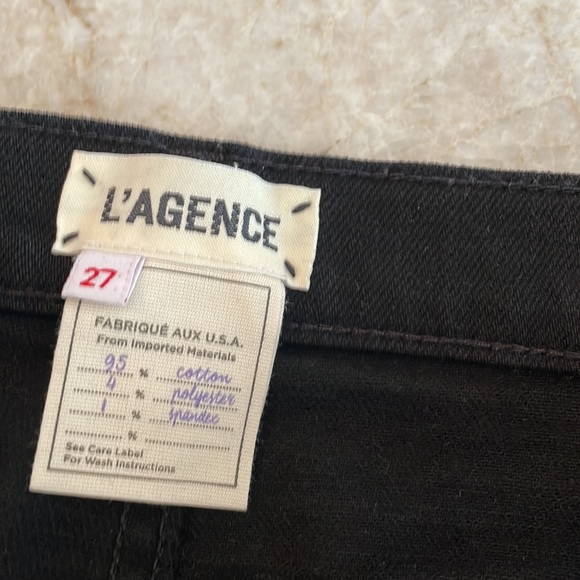 L'AGENCE
27
FABRIQUÉ AUX U.S.A.
From Imported Materials
95 % cotton
4 % polyester
1 % spandex
%
See Care Label
For Wash Instructions